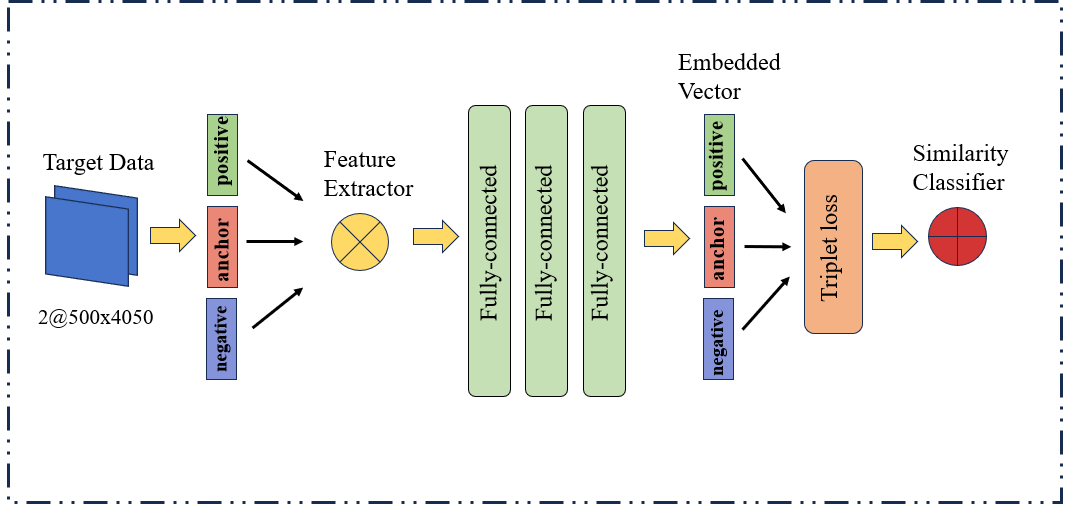 Target Data
2@500x4050
positive
anchor
negative
Feature
Extractor
Fully-connected
Fully-connected
Fully-connected
Embedded
Vector
positive
anchor
negative
Triplet loss
Similarity
Classifier